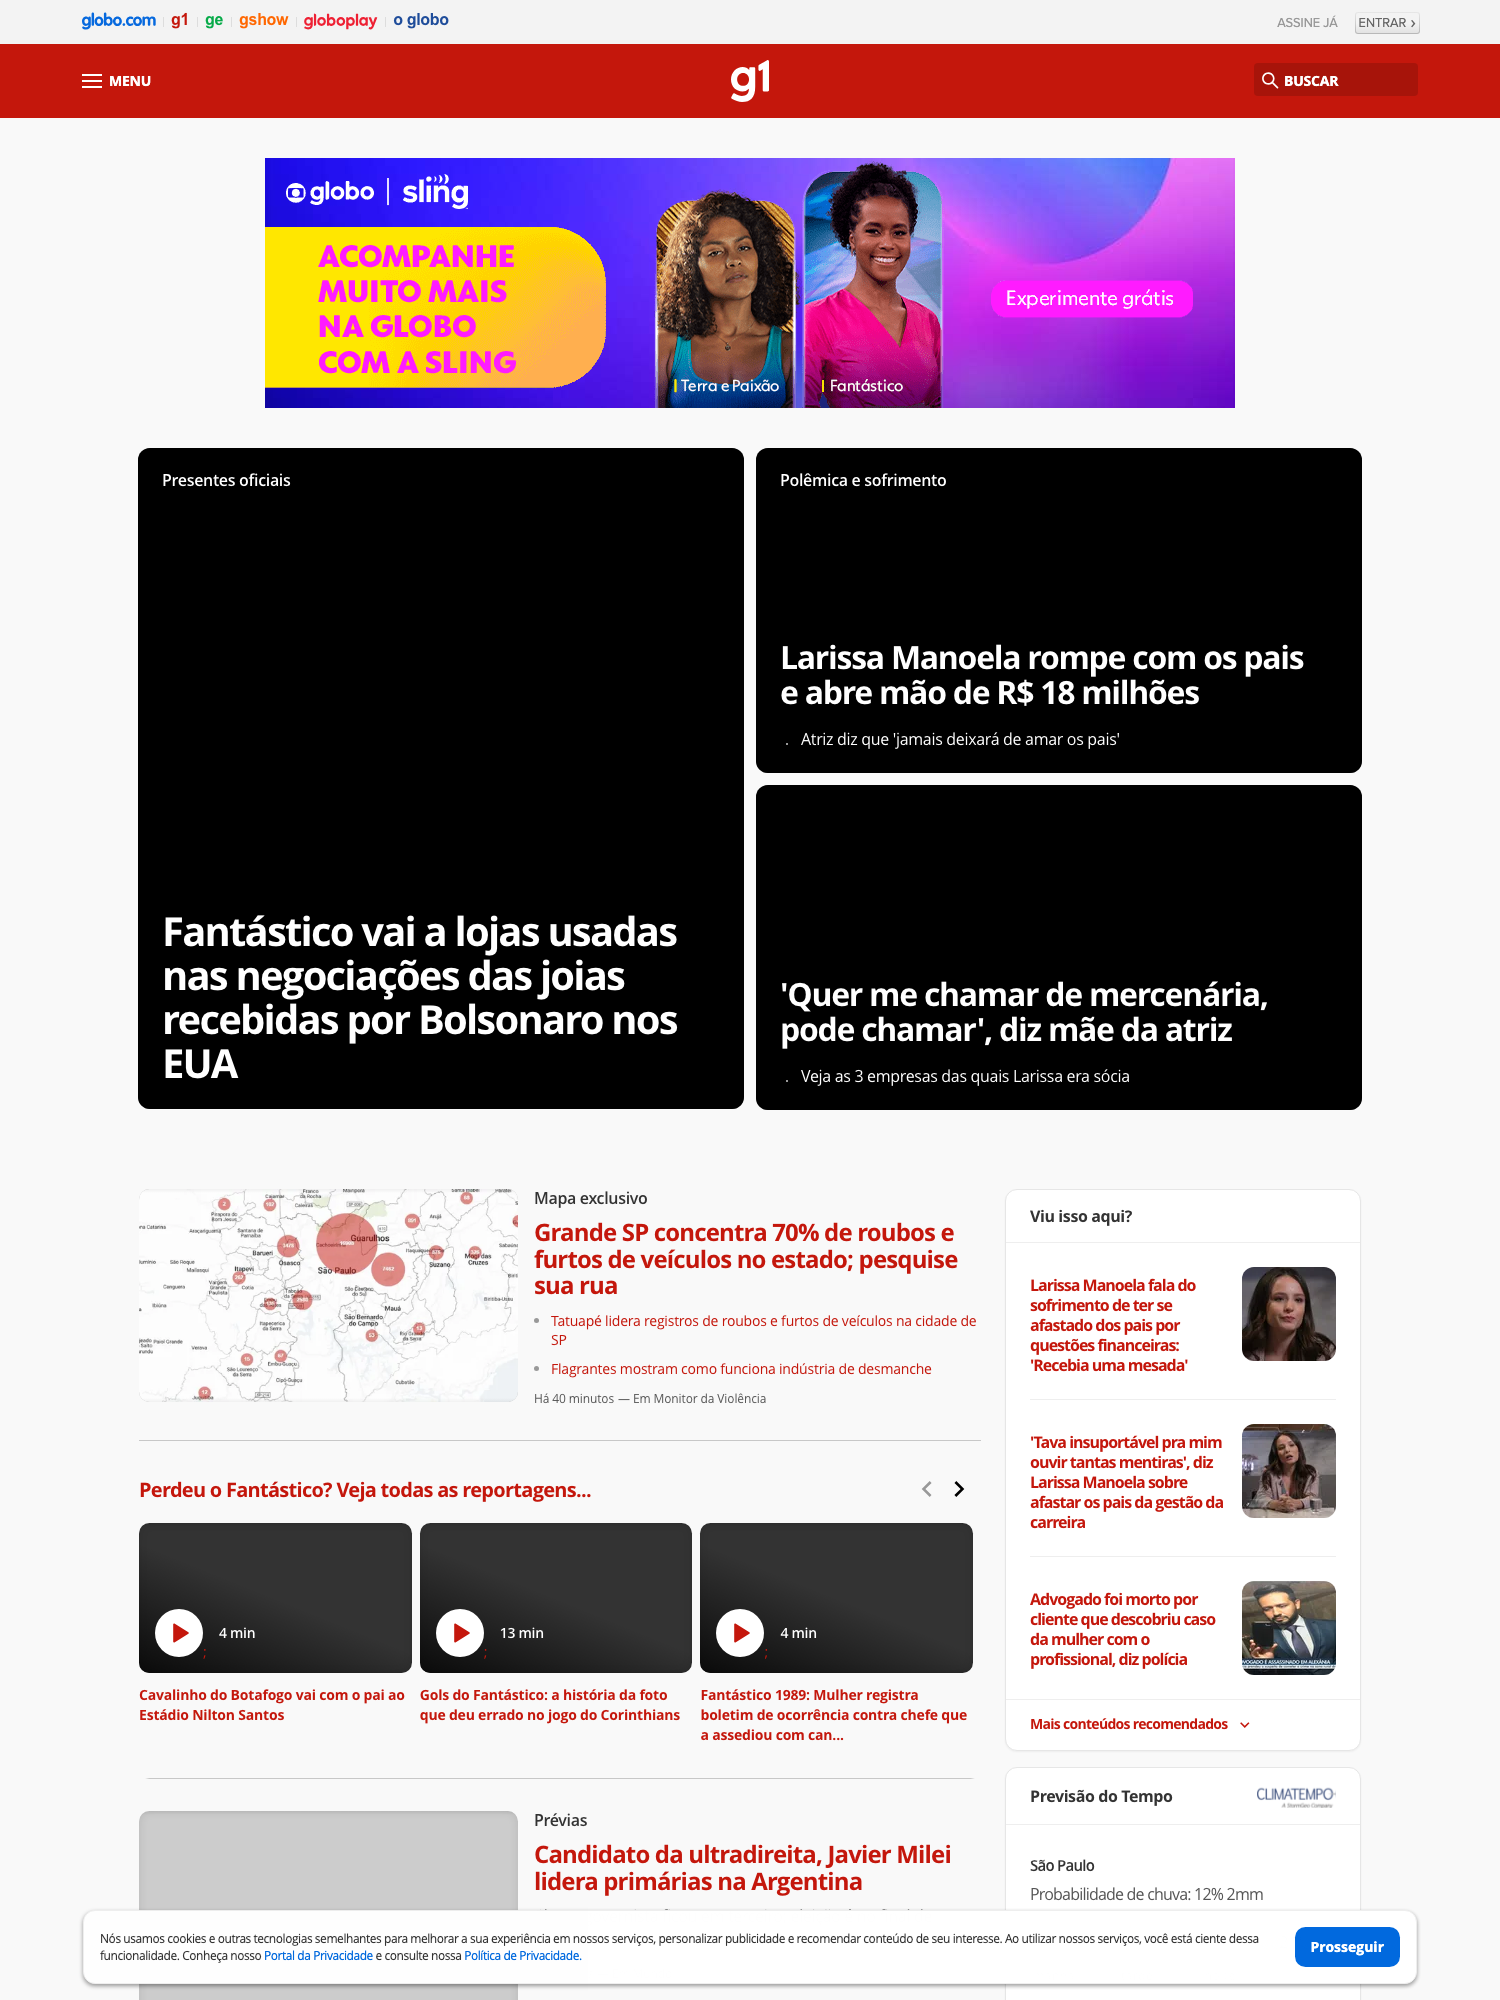 globo.com g1 ge gshow globoplay o globo
ASSINE JÁ ENTRAR ›
MENU
g1
BUSCAR
globo | sling
ACOMPANHE
MUITO MAIS
NA GLOBO
COM A SLING
Terra e Paixão
Fantástico
Experimente grátis
Presentes oficiais
Fantástico vai a lojas usadas
nas negociações das joias
recebidas por Bolsonaro nos
EUA
Polêmica e sofrimento
Larissa Manoela rompe com os pais
e abre mão de R$ 18 milhões
. Atriz diz que 'jamais deixará de amar os pais'
'Quer me chamar de mercenária,
pode chamar', diz mãe da atriz
. Veja as 3 empresas das quais Larissa era sócia
Guarulhos
Barueri
Osasco
Itapevi
São Paulo
Suzano
Mogi das
Cruzes
Mauá
São Bernardo
do Campo
Mapa exclusivo
Grande SP concentra 70% de roubos e
furtos de veículos no estado; pesquise
sua rua
Tatuapé lidera registros de roubos e furtos de veículos na cidade de
SP
Flagrantes mostram como funciona indústria de desmanche
Há 40 minutos — Em Monitor da Violência
Perdeu o Fantástico? Veja todas as reportagens...
4 min
13 min
4 min
Cavalinho do Botafogo vai com o pai ao
Estádio Nilton Santos
Gols do Fantástico: a história da foto
que deu errado no jogo do Corinthians
Fantástico 1989: Mulher registra
boletim de ocorrência contra chefe que
a assediou com can...
Prévias
Candidato da ultradireita, Javier Milei
lidera primárias na Argentina
Viu isso aqui?
Larissa Manoela fala do
sofrimento de ter se
afastado dos pais por
questões financeiras:
'Recebia uma mesada'
'Tava insuportável pra mim
ouvir tantas mentiras', diz
Larissa Manoela sobre
afastar os pais da gestão da
carreira
Advogado foi morto por
cliente que descobriu caso
da mulher com o
profissional, diz polícia
Mais conteúdos recomendados
Previsão do Tempo
CLIMATEMPO
A StormGeo Company
São Paulo
Probabilidade de chuva: 12% 2mm
Nós usamos cookies e outras tecnologias semelhantes para melhorar a sua experiência em nossos serviços, personalizar publicidade e recomendar conteúdo de seu interesse. Ao utilizar nossos serviços, você está ciente dessa
funcionalidade. Conheça nosso Portal da Privacidade e consulte nossa Política de Privacidade.
Prosseguir